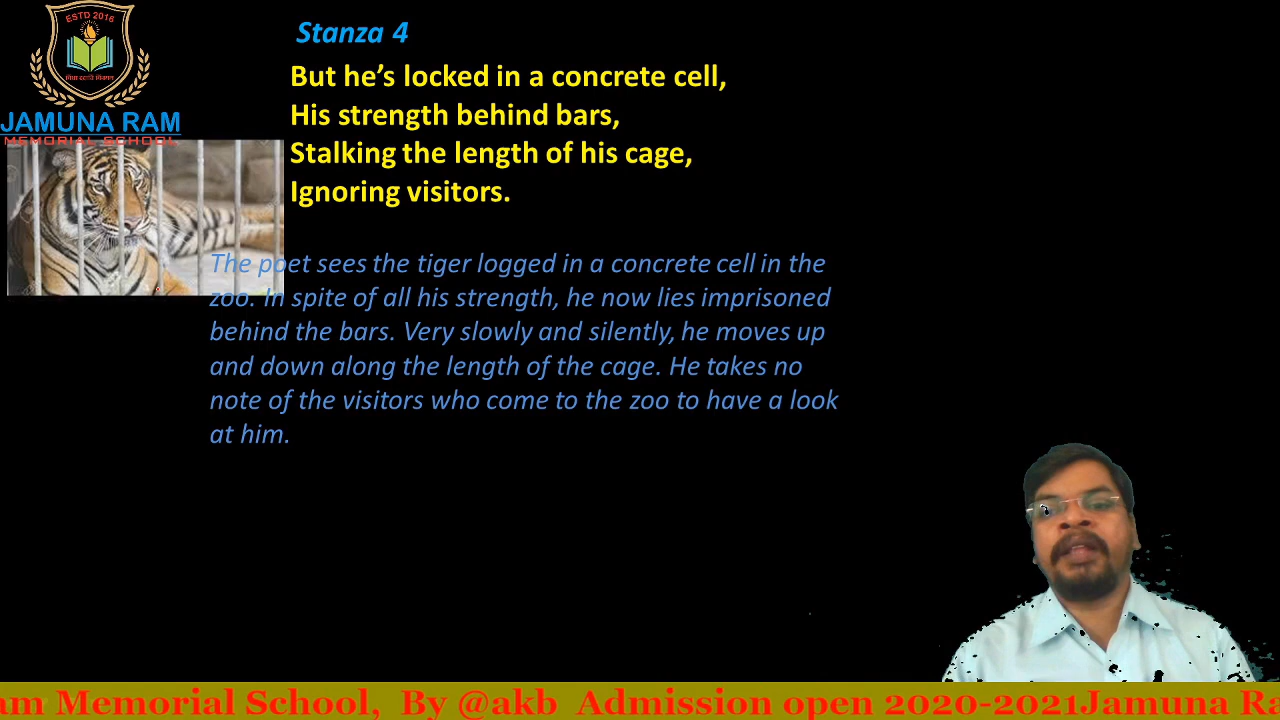 ESTD 2016
JAMUNA RAM
MEMORIAL SCHOOL
Stanza 4
But he's locked in a concrete cell,
His strength behind bars,
Stalking the length of his cage,
Ignoring visitors.
The poet sees the tiger logged in a concrete cell in the
zoo. In spite of all his strength, he now lies imprisoned
behind the bars. Very slowly and silently, he moves up
and down along the length of the cage. He takes no
note of the visitors who come to the zoo to have a look
at him.
am Memorial School, By @akb Admission open 2020-2021Jamuna Ra